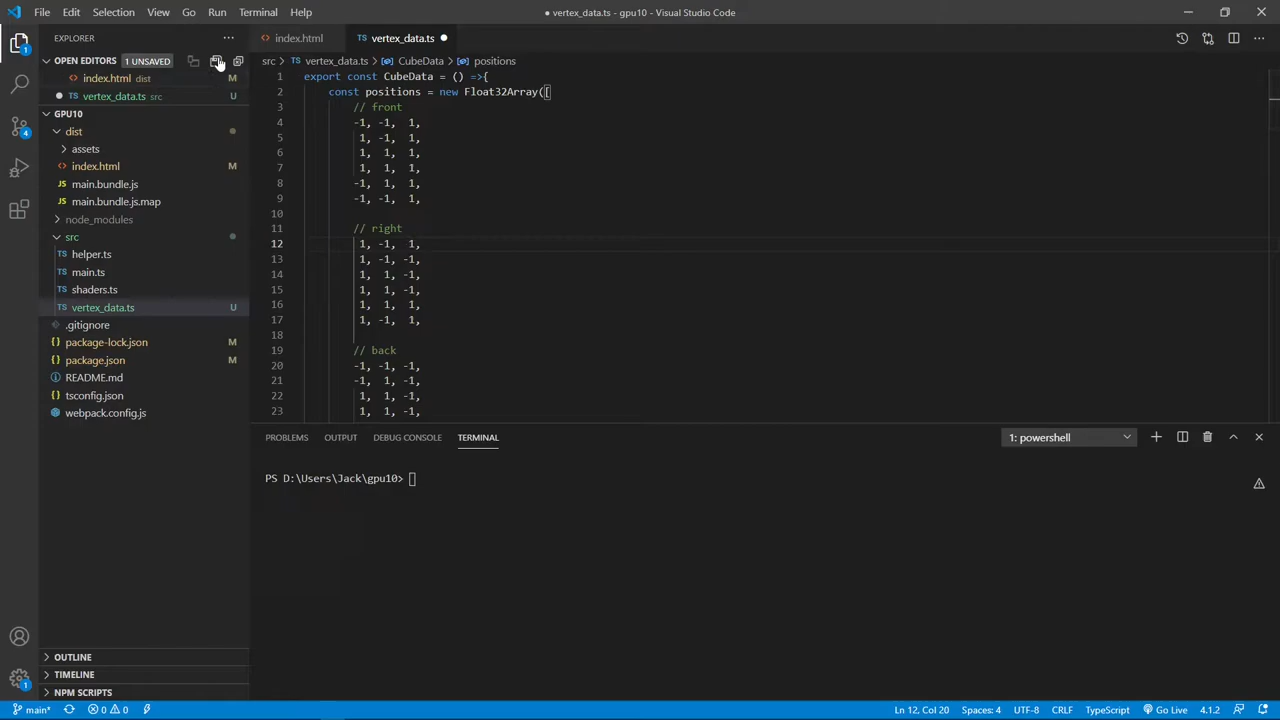 File Edit Selection View Go Run Terminal Help
● vertex_data.ts - gpu10 - Visual Studio Code
EXPLORER
OPEN EDITORS 1 UNSAVED
index.html dist M
vertex_data.ts src U
GPU10
dist
assets
index.html M
main.bundle.js
main.bundle.js.map
node_modules
src
helper.ts
main.ts
shaders.ts
vertex_data.ts U
.gitignore
package-lock.json M
package.json M
README.md
tsconfig.json
webpack.config.js
OUTLINE
TIMELINE
NPM SCRIPTS
index.html vertex_data.ts
src > vertex_data.ts > CubeData > positions
1 export const CubeData = () =>{
2 const positions = new Float32Array([
3 // front
4 -1, -1, 1,
5 1, -1, 1,
6 1, 1, 1,
7 1, 1, 1,
8 -1, 1, 1,
9 -1, -1, 1,
10
11 // right
12 1, -1, 1,
13 1, -1, -1,
14 1, 1, -1,
15 1, 1, -1,
16 1, 1, 1,
17 1, -1, 1,
18
19 // back
20 -1, -1, -1,
21 -1, 1, -1,
22 1, 1, -1,
23 1, 1, -1,
PROBLEMS OUTPUT DEBUG CONSOLE TERMINAL
1: powershell
PS D:\Users\Jack\gpu10>
1
4
1
main* 0 0
Ln 12, Col 20 Spaces: 4 UTF-8 CRLF TypeScript Go Live 4.1.2